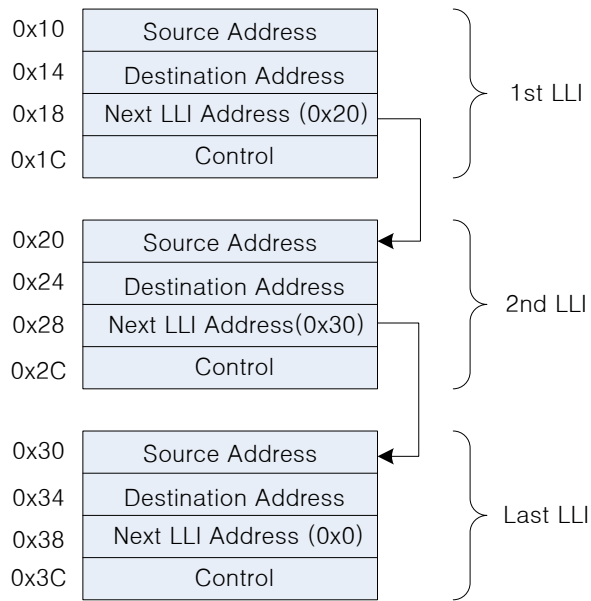 0x10 Source Address
0x14 Destination Address
0x18 Next LLI Address (0x20)
0x1C Control
1st LLI
0x20 Source Address
0x24 Destination Address
0x28 Next LLI Address(0x30)
0x2C Control
2nd LLI
0x30 Source Address
0x34 Destination Address
0x38 Next LLI Address (0x0)
0x3C Control
Last LLI